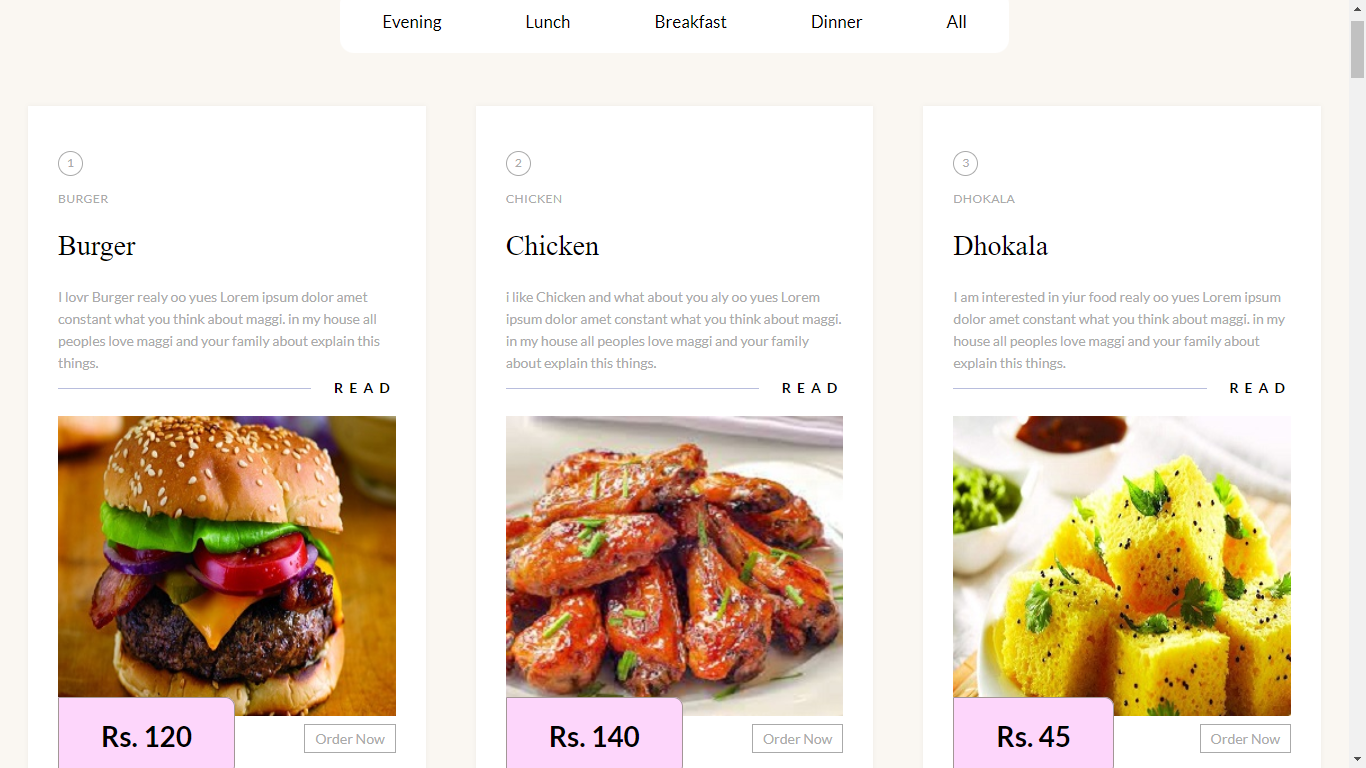 Evening Lunch Breakfast Dinner All
1
BURGER
Burger
I lovr Burger realy oo yues Lorem ipsum dolor amet
constant what you think about maggi. in my house all
peoples love maggi and your family about explain this
things.
READ
Rs. 120
Order Now
2
CHICKEN
Chicken
i like Chicken and what about you aly oo yues Lorem
ipsum dolor amet constant what you think about maggi.
in my house all peoples love maggi and your family
about explain this things.
READ
Rs. 140
Order Now
3
DHOKALA
Dhokala
I am interested in yiur food realy oo yues Lorem ipsum
dolor amet constant what you think about maggi. in my
house all peoples love maggi and your family about
explain this things.
READ
Rs. 45
Order Now